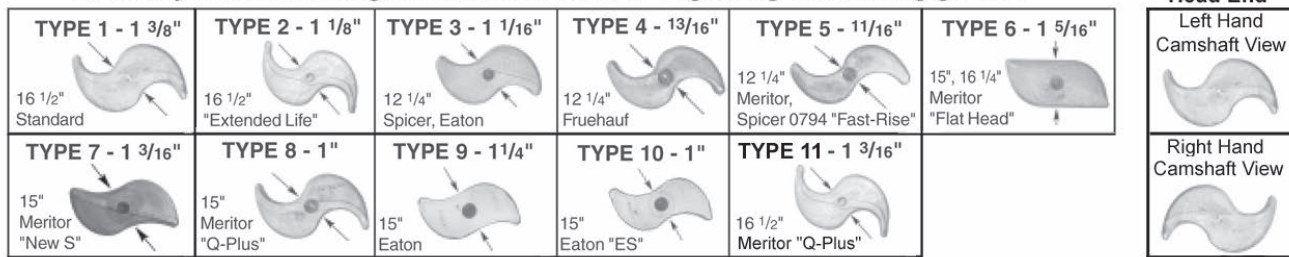 Head End
TYPE 1 - 1 3/8"
16 1/2"
Standard
TYPE 2 - 1 1/8"
16 1/2"
"Extended Life"
TYPE 3 - 1 1/16"
12 1/4"
Spicer, Eaton
TYPE 4 - 13/16"
12 1/4"
Fruehauf
TYPE 5 - 11/16"
12 1/4"
Meritor,
Spicer 0794 "Fast-Rise"
TYPE 6 - 1 5/16"
15", 16 1/4"
Meritor
"Flat Head"
Left Hand
Camshaft View
TYPE 7 - 1 3/16"
15"
Meritor
"New S"
TYPE 8 - 1"
15"
Meritor
"Q-Plus"
TYPE 9 - 11/4"
15"
Eaton
TYPE 10 - 1"
15"
Eaton "ES"
TYPE 11 - 1 3/16"
16 1/2"
Meritor "Q-Plus"
Right Hand
Camshaft View